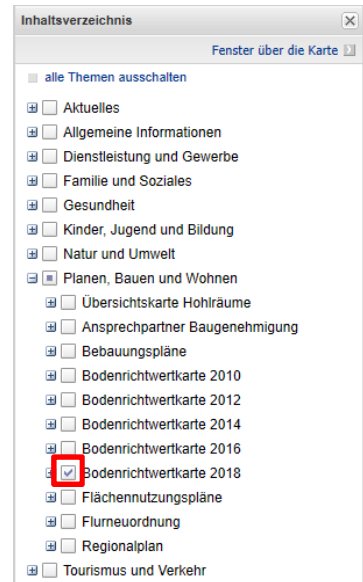 Inhaltsverzeichnis
Fenster über die Karte
alle Themen ausschalten
Aktuelles
Allgemeine Informationen
Dienstleistung und Gewerbe
Familie und Soziales
Gesundheit
Kinder, Jugend und Bildung
Natur und Umwelt
Planen, Bauen und Wohnen
Übersichtskarte Hohlräume
Ansprechpartner Baugenehmigung
Bebauungspläne
Bodenrichtwertkarte 2010
Bodenrichtwertkarte 2012
Bodenrichtwertkarte 2014
Bodenrichtwertkarte 2016
Bodenrichtwertkarte 2018
Flächennutzungspläne
Flurneuordnung
Regionalplan
Tourismus und Verkehr